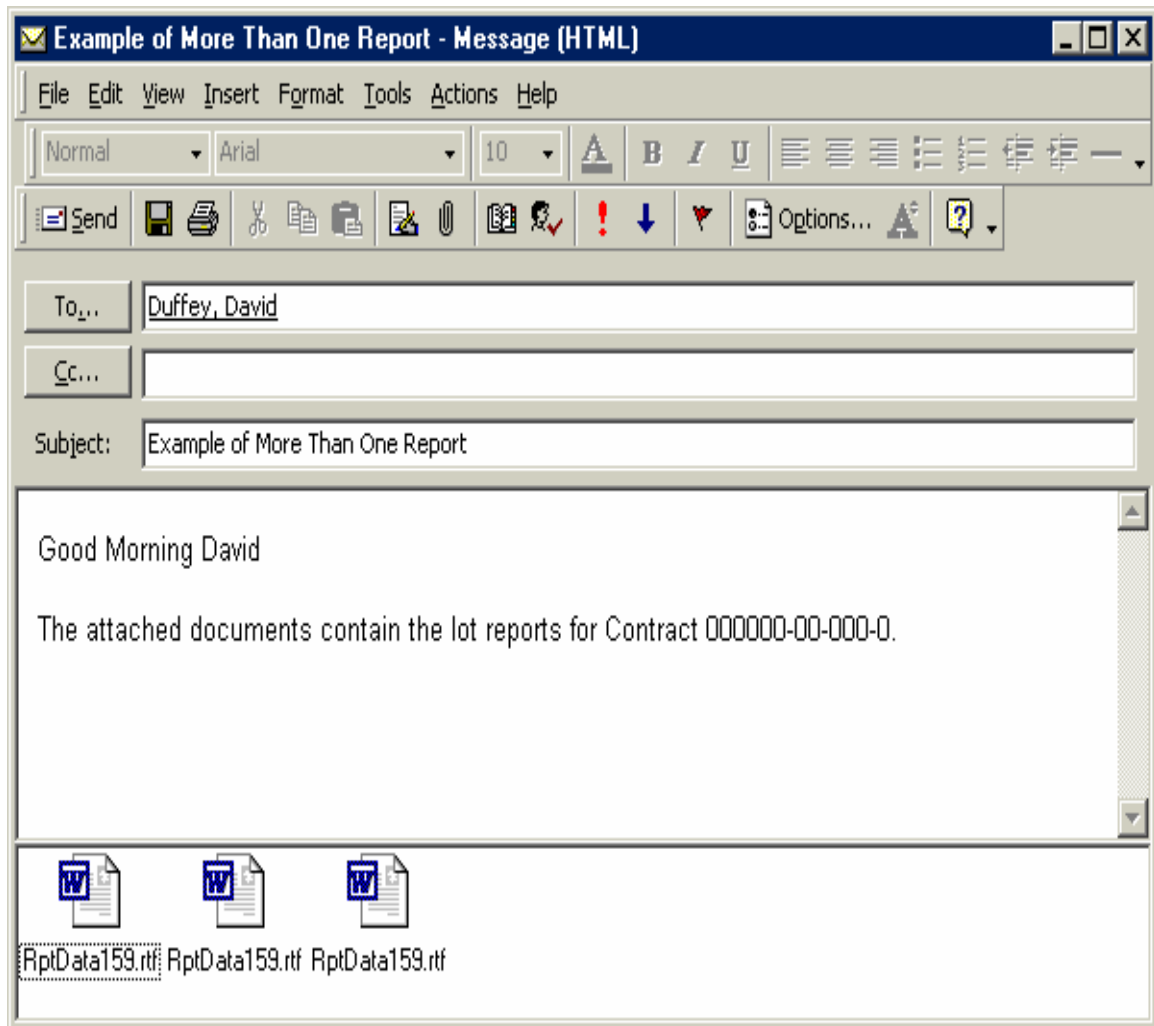 Example of More Than One Report - Message (HTML)
File Edit View Insert Format Tools Actions Help
Normal Arial 10 A B I U
Send ! Options... A ?
To... Duffey, David
Cc...
Subject: Example of More Than One Report
Good Morning David
The attached documents contain the lot reports for Contract 000000-00-000-0.
W W W
RptData159.rtf RptData159.rtf RptData159.rtf